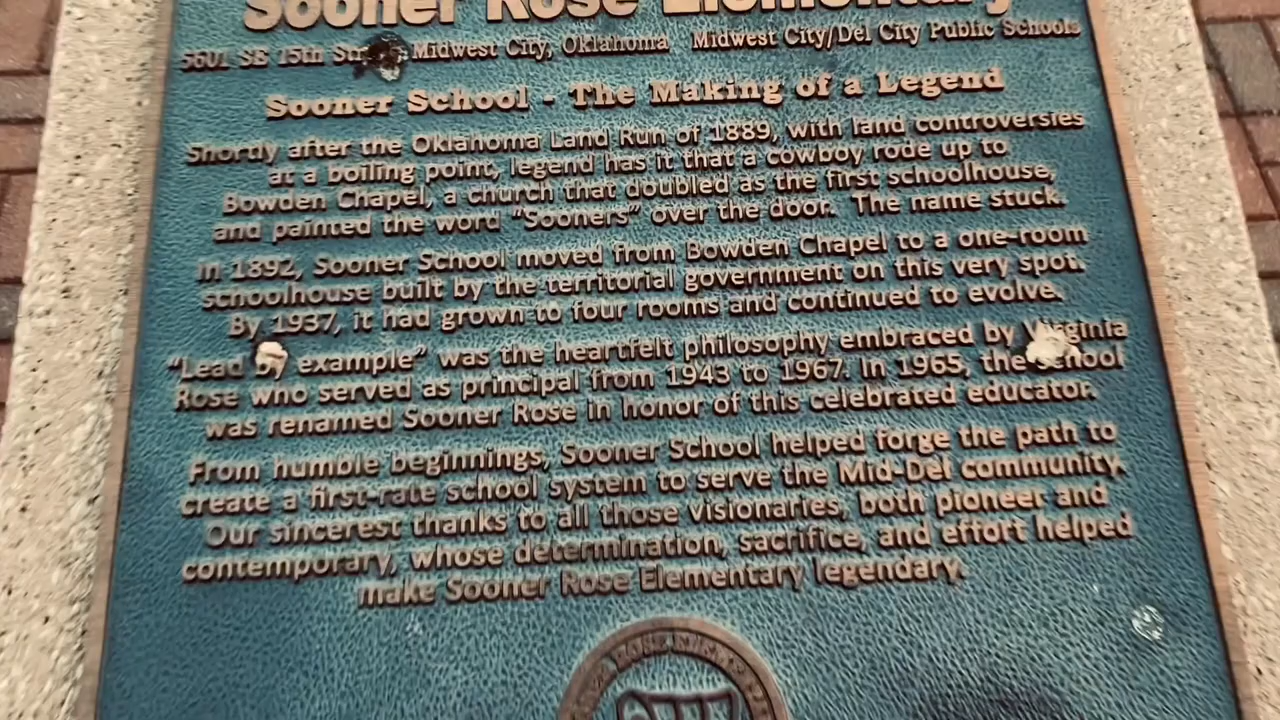 Sooner Rose Elementary
5601 SE 15th Midwest City, Oklahoma Midwest City/Del City Public Schools
Sooner School - The Making of a Legend
Shortly after the Oklahoma Land Run of 1889, with land controversies
at a boiling point, legend has it that a cowboy rode up to
Bowden Chapel, a church that doubled as the first schoolhouse,
and painted the word "Sooners" over the door. The name stuck.
In 1892, Sooner School moved from Bowden Chapel to a one-room
schoolhouse built by the territorial government on this very spot.
By 1937, it had grown to four rooms and continued to evolve.
"Lead by example" was the heartfelt philosophy embraced by Virginia
Rose who served as principal from 1943 to 1967. In 1965, the school
was renamed Sooner Rose in honor of this celebrated educator.
From humble beginnings, Sooner School helped forge the path to
create a first-rate school system to serve the Mid-Del community.
Our sincerest thanks to all those visionaries, both pioneer and
contemporary, whose determination, sacrifice, and effort helped
make Sooner Rose Elementary legendary.
ROSE